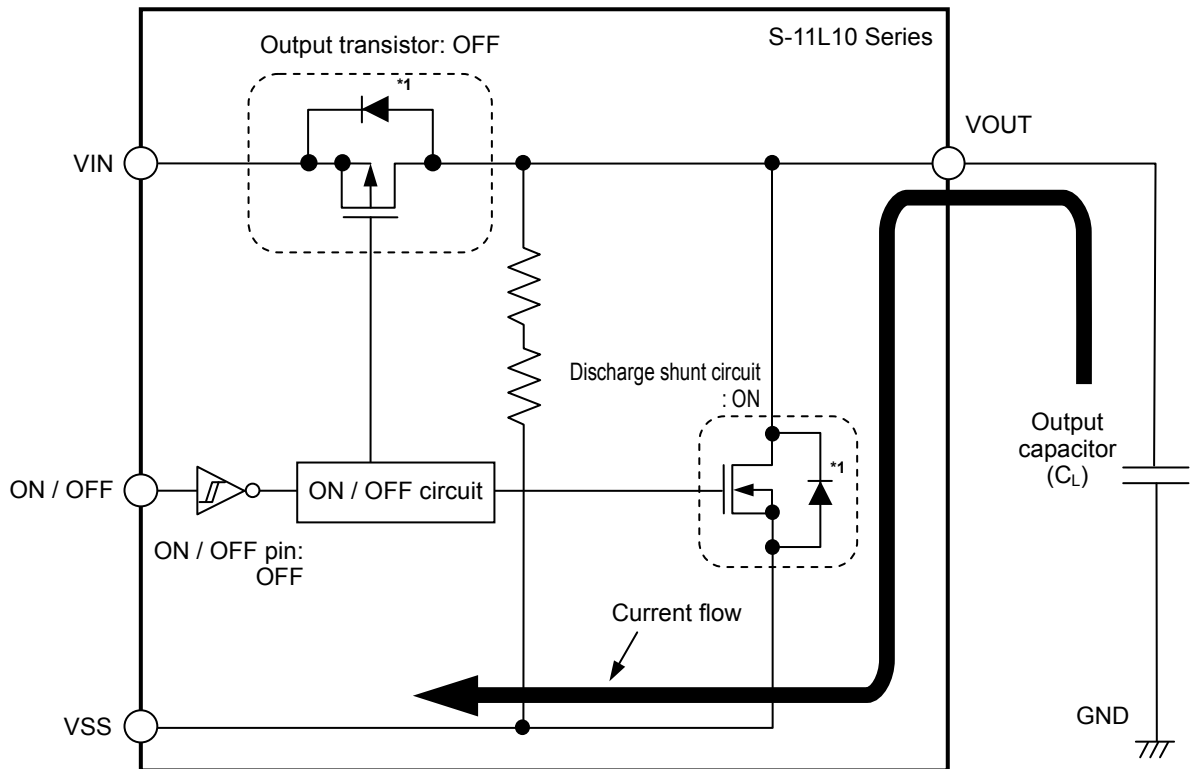 S-11L10 Series
Output transistor: OFF
*1
VOUT
VIN
Discharge shunt circuit
: ON
*1
Output
capacitor
(CL)
ON / OFF
ON / OFF circuit
ON / OFF pin:
OFF
Current flow
GND
VSS